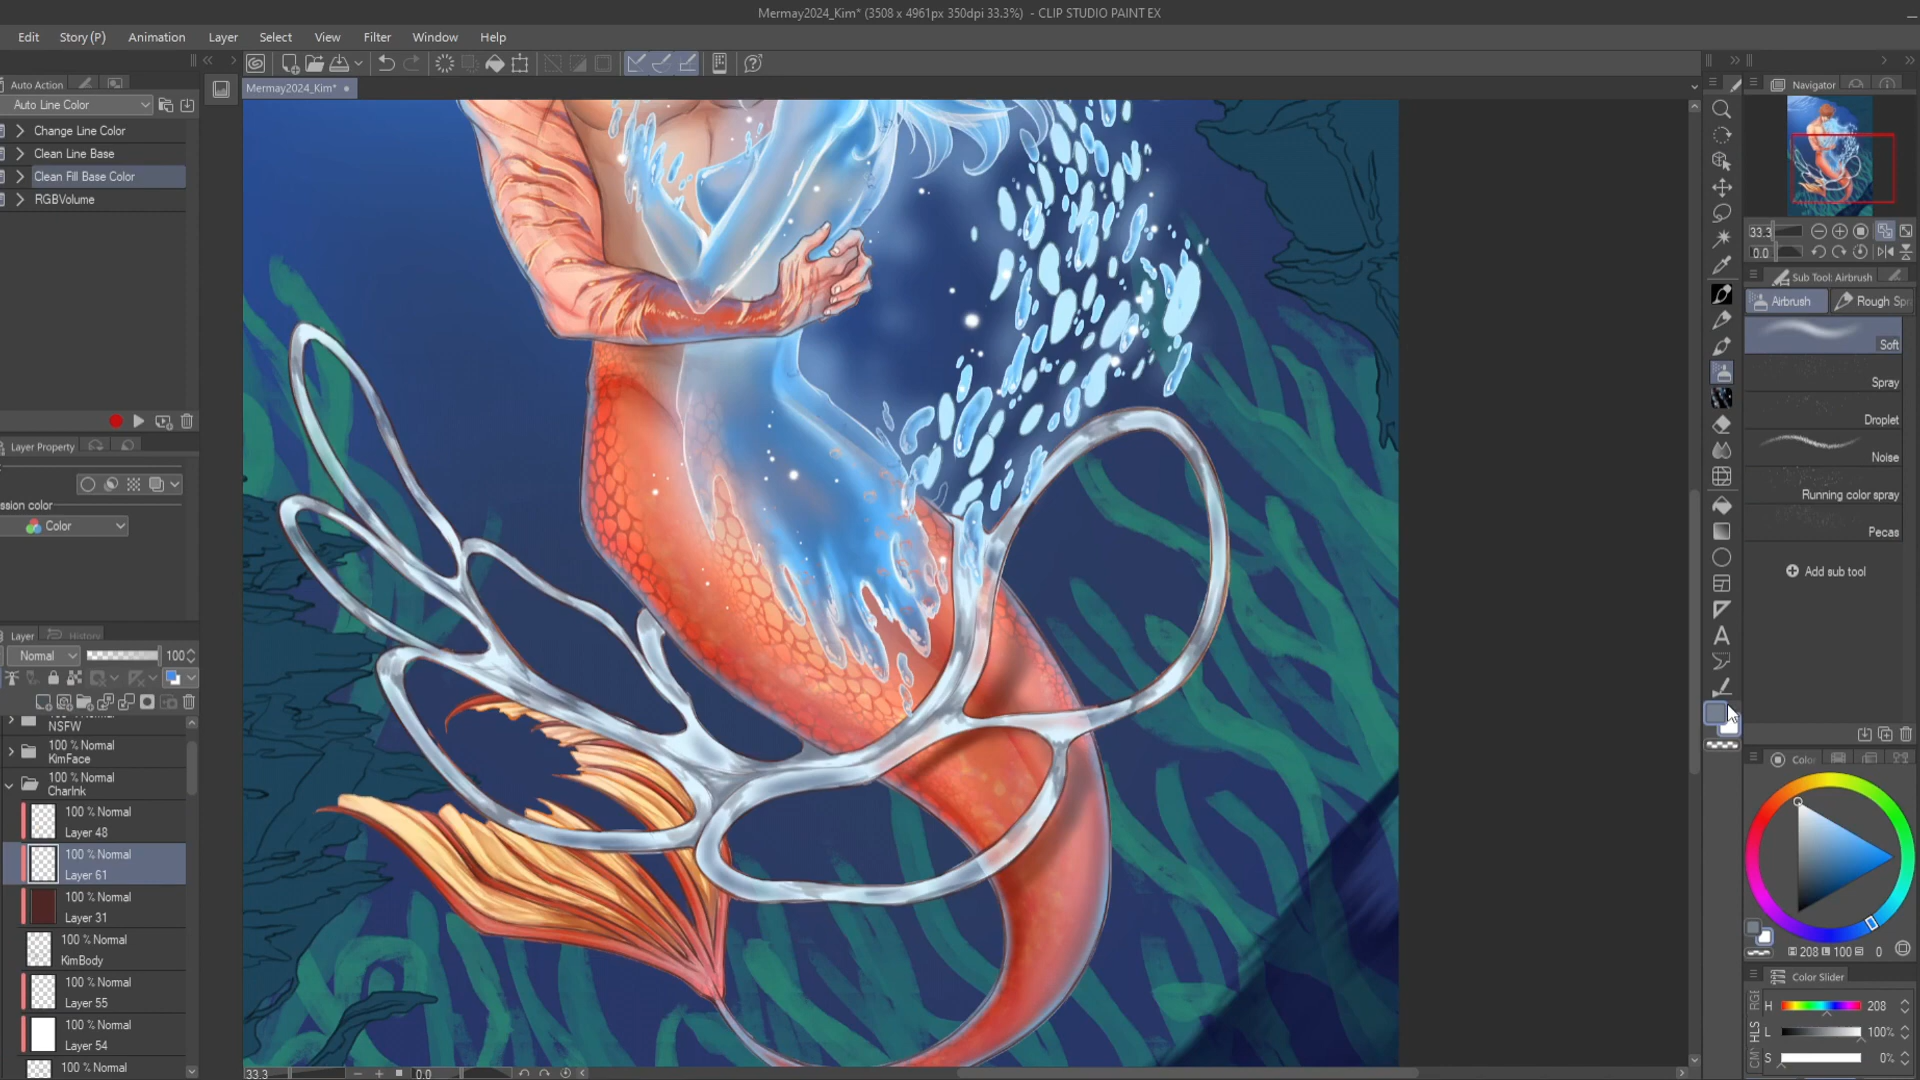 Mermay2024_Kim* (3508 x 4961px 350dpi 33.3%) - CLIP STUDIO PAINT EX
Edit Story(P) Animation Layer Select View Filter Window Help
Auto Action
Mermay2024_Kim*
Navigator
Auto Line Color
Change Line Color
Clean Line Base
Clean Fill Base Color
RGBVolume
33.3
0.0
Sub Tool: Airbrush
Airbrush Rough Spr
Soft
Spray
Droplet
Noise
Running color spray
Pecas
Add sub tool
Layer Property
ssion color
Color
Layer History
Normal 100
100 % Normal
NSFW
100 % Normal
KimFace
100 % Normal
CharInk
100 % Normal
Layer 48
100 % Normal
Layer 61
100 % Normal
Layer 31
100 % Normal
KimBody
100 % Normal
Layer 55
100 % Normal
Layer 54
100 % Normal
33.3 0.0
Color
H 208 L 100 S 0
Color Slider
RGB
HLS
CM
H 208
L 100%
S 0%